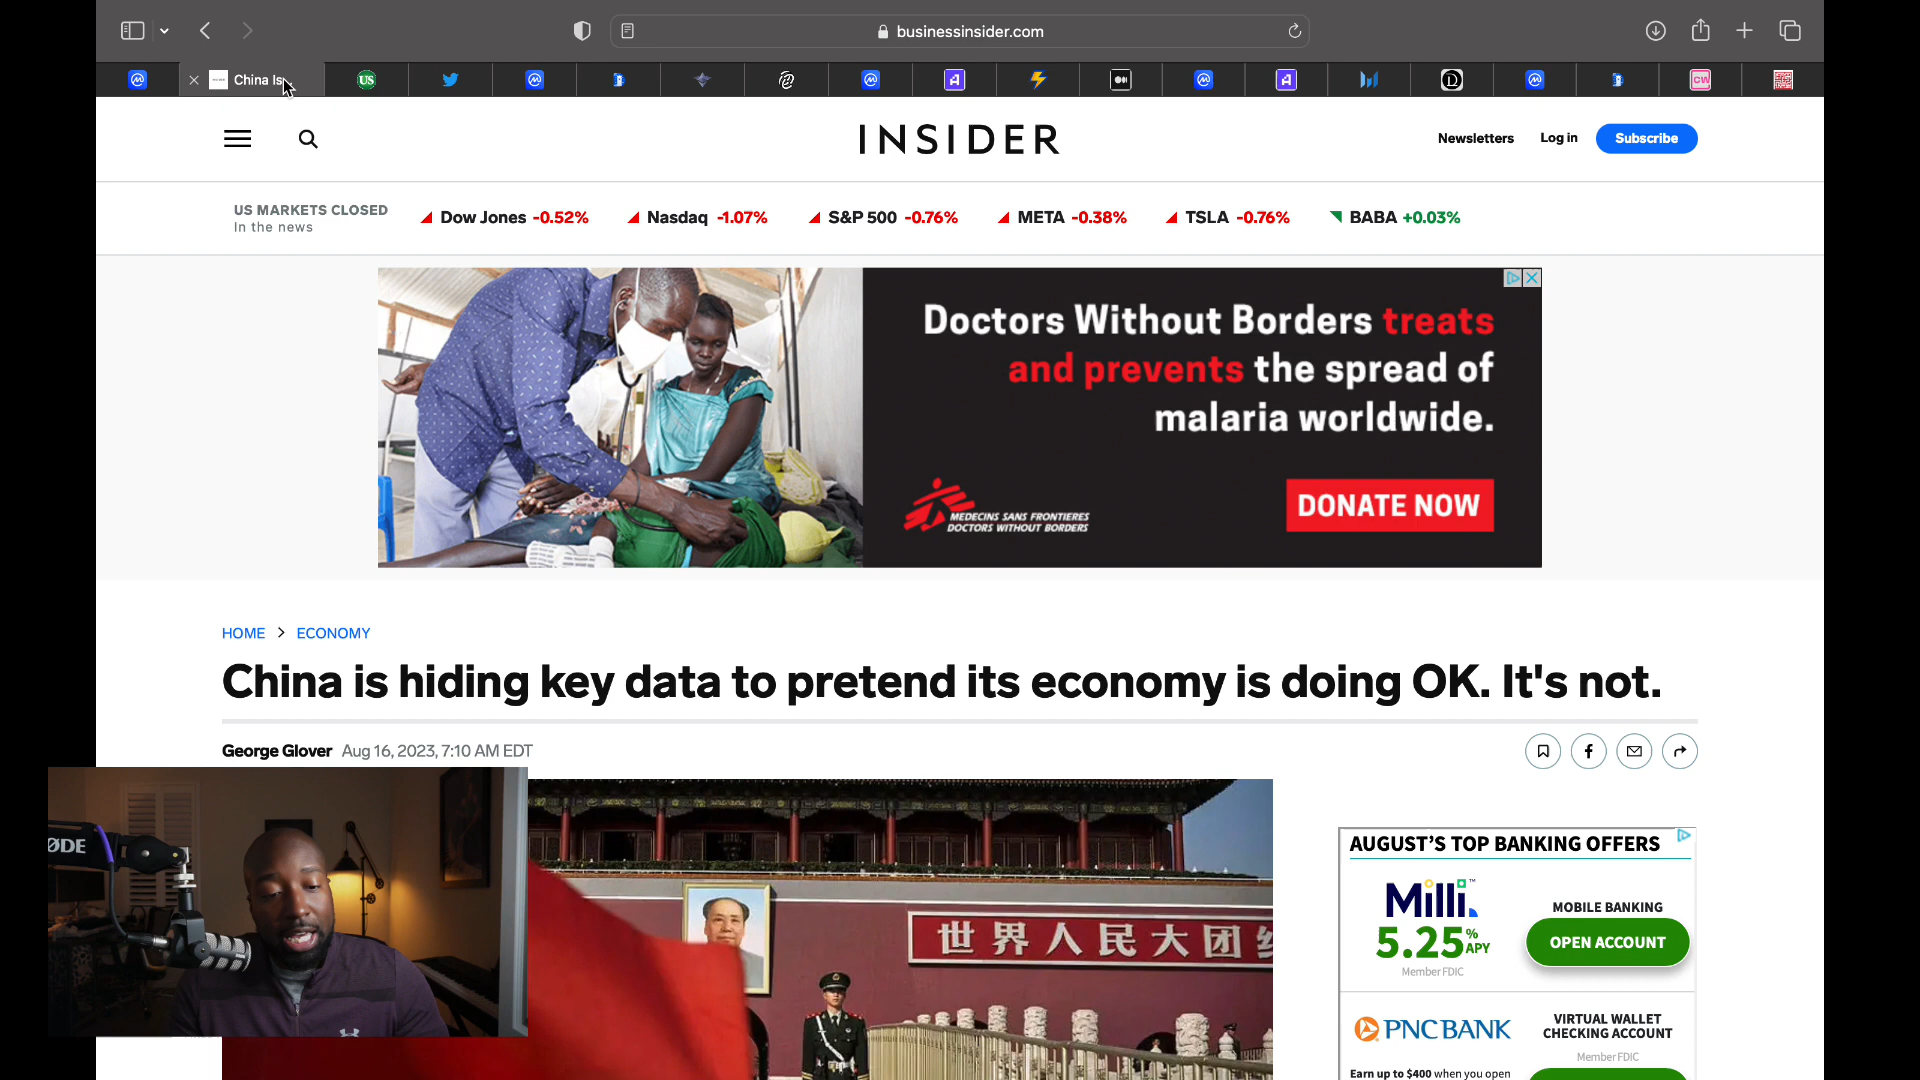 businessinsider.com
China Is
US
CW
INSIDER
Newsletters
Log in
Subscribe
US MARKETS CLOSED
In the news
Dow Jones -0.52%
Nasdaq -1.07%
S&P 500 -0.76%
META -0.38%
TSLA -0.76%
BABA +0.03%
Doctors Without Borders treats
and prevents the spread of
malaria worldwide.
MEDECINS SANS FRONTIERES
DOCTORS WITHOUT BORDERS
DONATE NOW
HOME > ECONOMY
China is hiding key data to pretend its economy is doing OK. It's not.
George Glover Aug 16, 2023, 7:10 AM EDT
RØDE
世界人民大团
AUGUST'S TOP BANKING OFFERS
Milli.™
5.25% APY
Member FDIC
MOBILE BANKING
OPEN ACCOUNT
PNC BANK
VIRTUAL WALLET
CHECKING ACCOUNT
Member FDIC
Earn up to $400 when you open